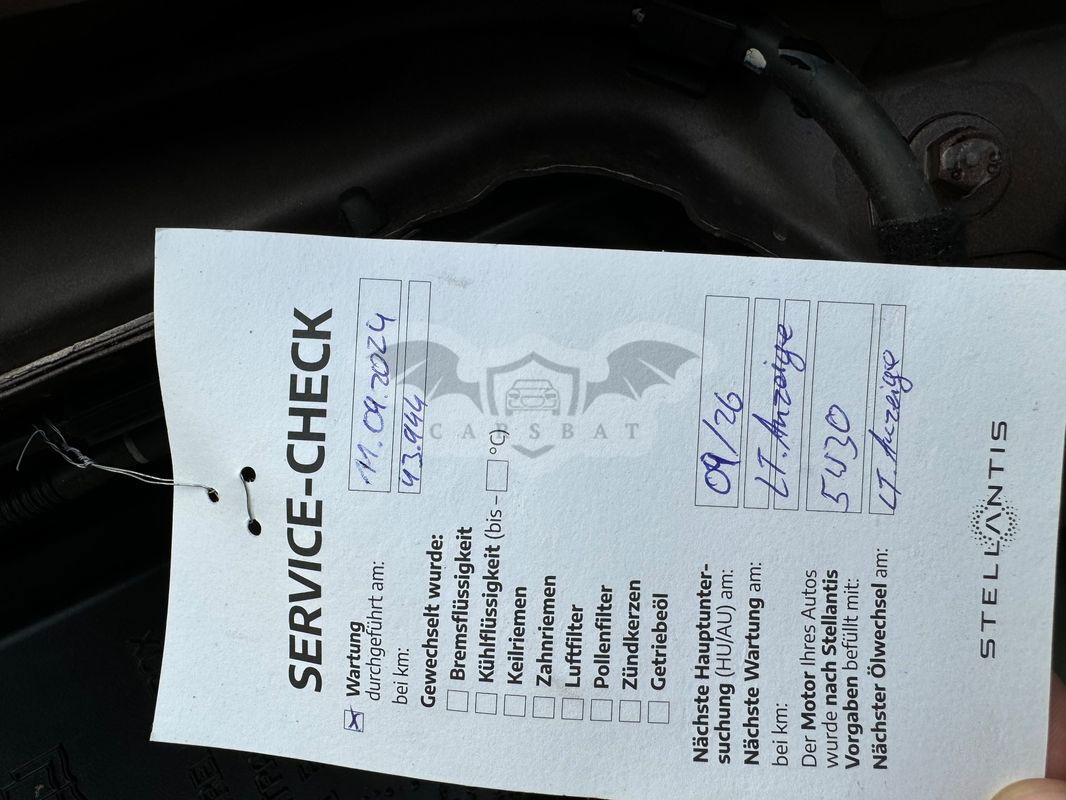 SERVICE-CHECK
☒ Wartung
durchgeführt am: 11.09.2024
bei km: 43.944
Gewechselt wurde:
☐ Bremsflüssigkeit
☐ Kühlflüssigkeit (bis – ☐ °C)
☐ Keilriemen
☐ Zahnriemen
☐ Luftfilter
☐ Pollenfilter
☐ Zündkerzen
☐ Getriebeöl
Nächste Hauptunter-
suchung (HU/AU) am: 09/26
Nächste Wartung am:
bei km: LT. Anzeige
Der Motor Ihres Autos
wurde nach Stellantis
Vorgaben befüllt mit: 5W30
Nächster Ölwechsel am: LT. Anzeige
STELLANTIS
CARSBAT